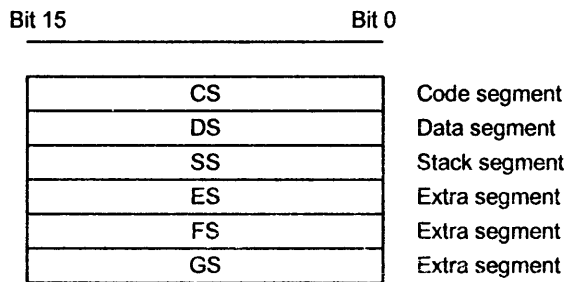 Bit 15 Bit 0
CS Code segment
DS Data segment
SS Stack segment
ES Extra segment
FS Extra segment
GS Extra segment